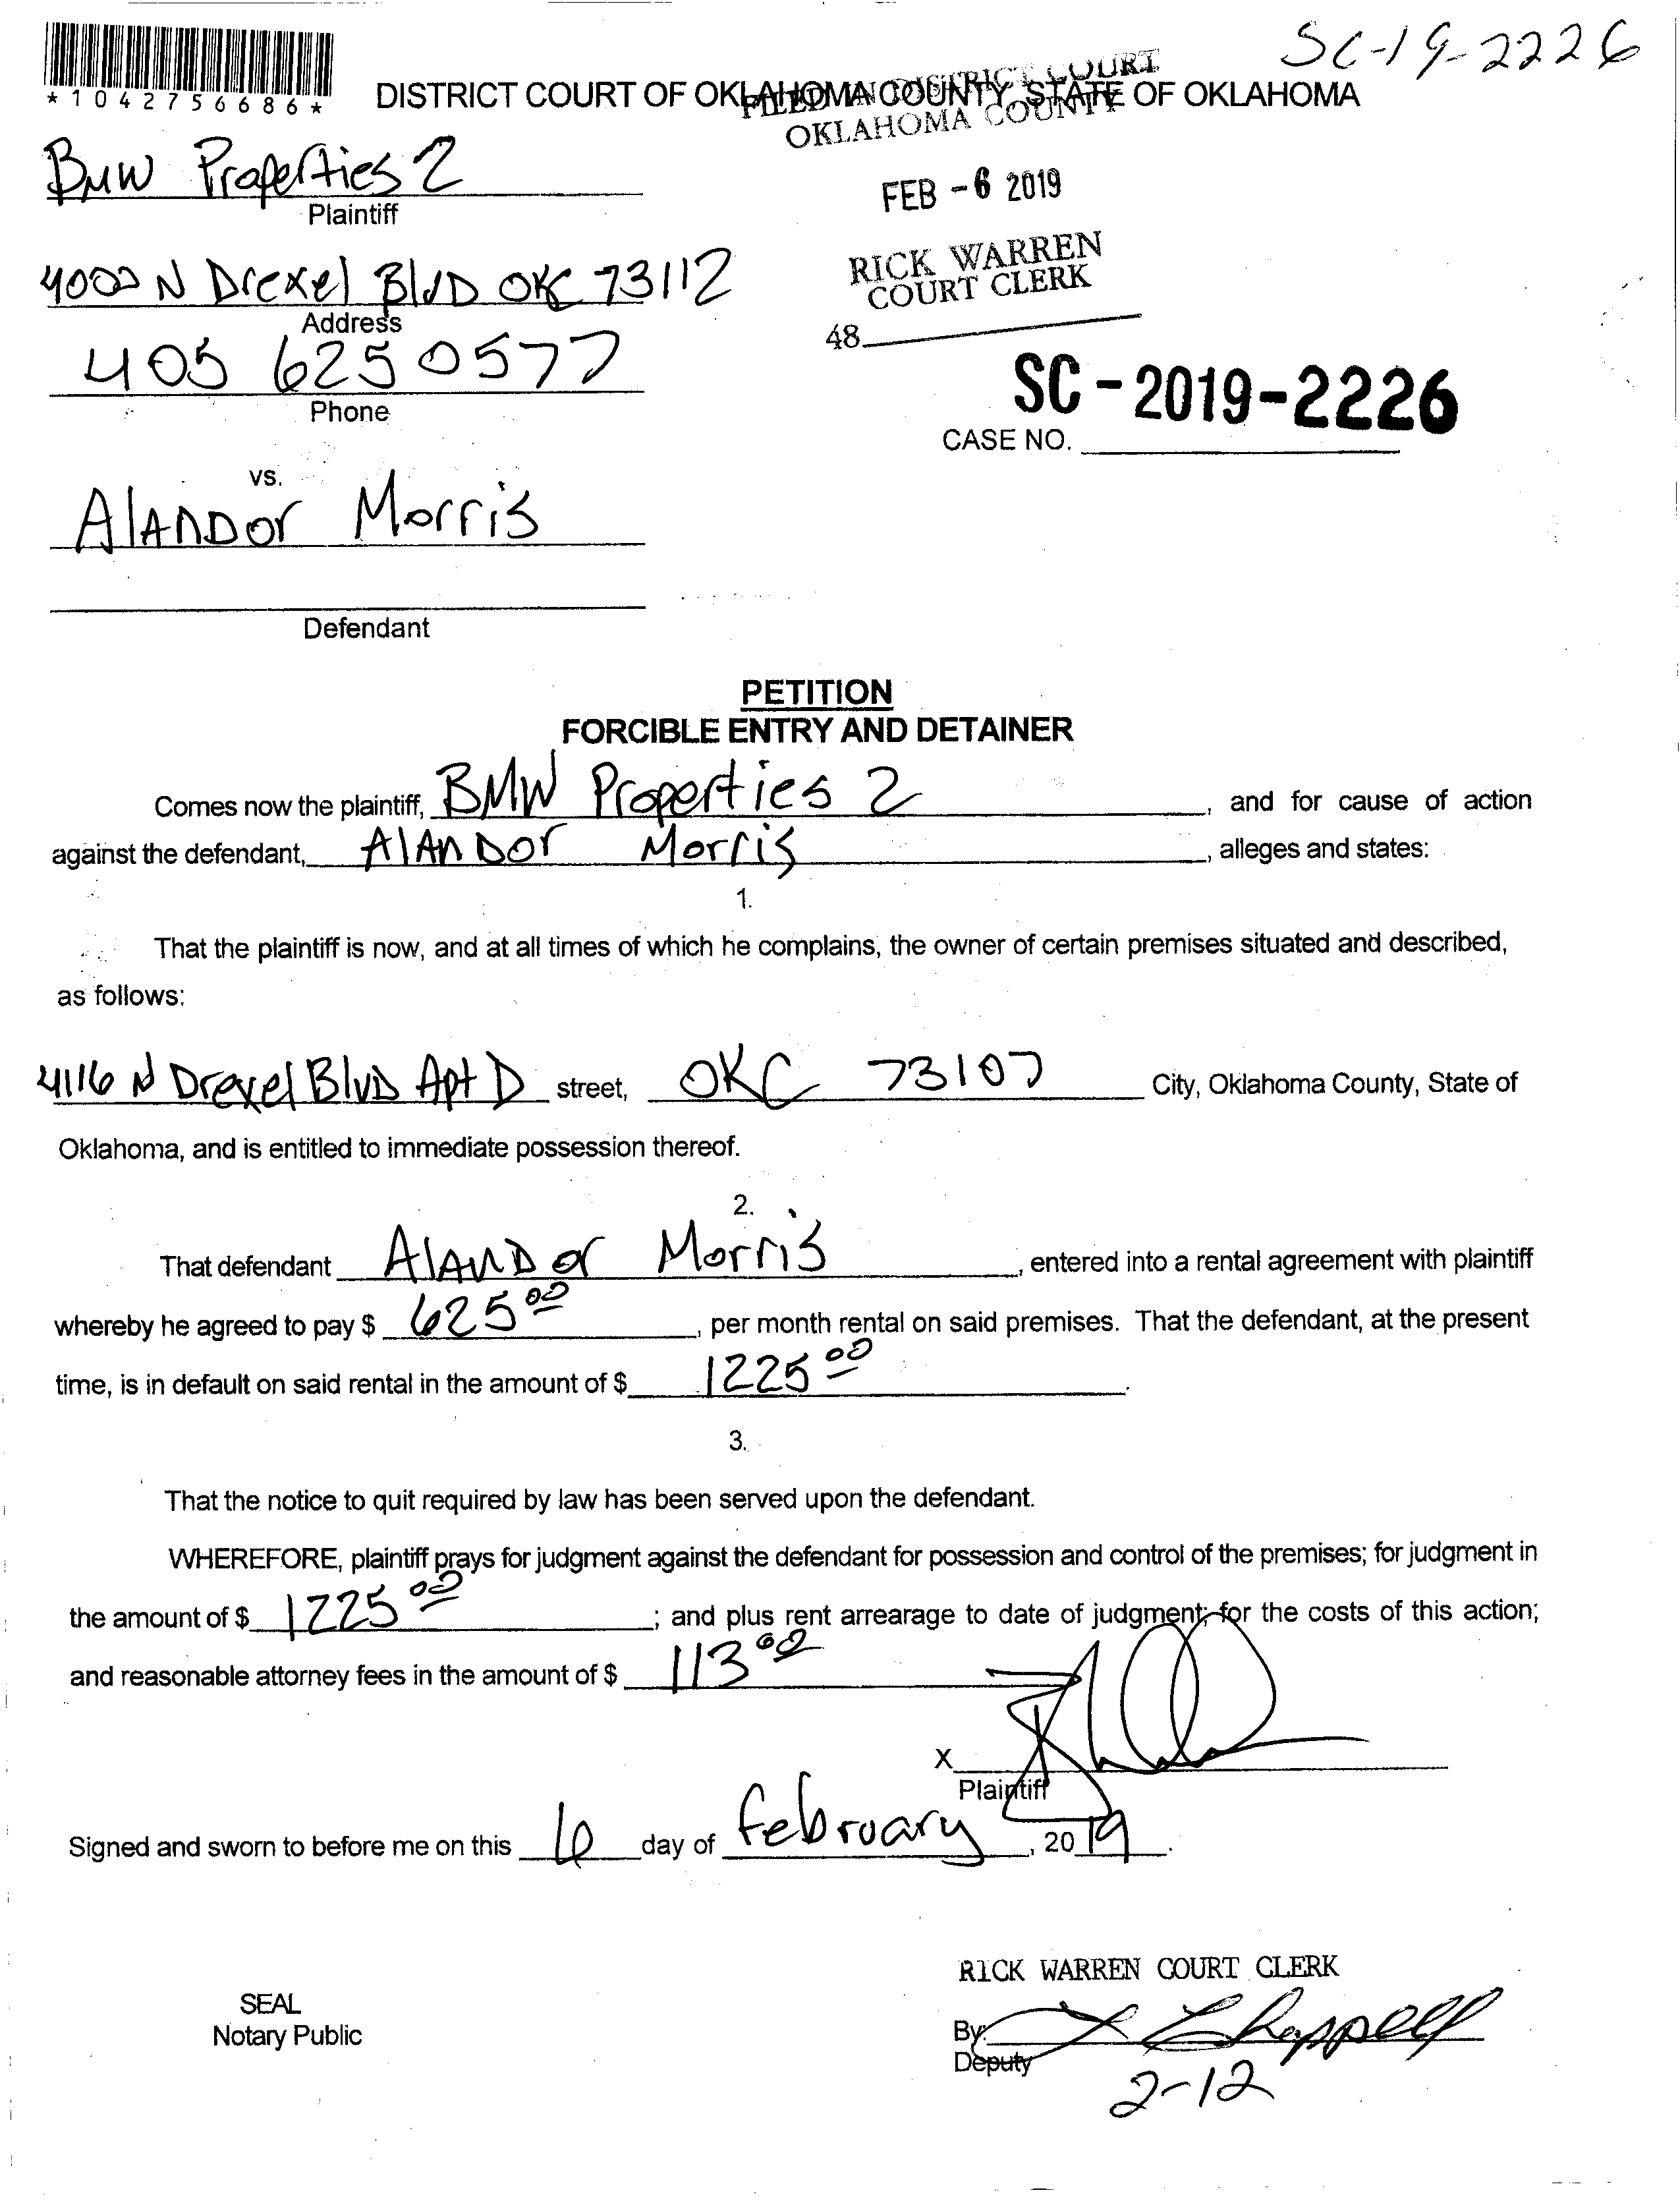 SC-19-2226
*1042756686*
DISTRICT COURT OF OKLAHOMA COUNTY, STATE OF OKLAHOMA
FILED IN DISTRICT COURT
OKLAHOMA COUNTY
BMW Properties 2
Plaintiff
FEB -6 2019
4000 N Drexel BlvD OKC 73112
Address
RICK WARREN
COURT CLERK
48
405 625 0577
Phone
SC-2019-2226
CASE NO.
vs.
AlANDor Morris
Defendant
PETITION
FORCIBLE ENTRY AND DETAINER
Comes now the plaintiff, BMW Properties 2, and for cause of action
against the defendant, AlANDor Morris, alleges and states:
1.
That the plaintiff is now, and at all times of which he complains, the owner of certain premises situated and described,
as follows:
4116 N Drexel BlvD Apt D street, OKC 73107 City, Oklahoma County, State of
Oklahoma, and is entitled to immediate possession thereof.
2.
That defendant AlANDor Morris, entered into a rental agreement with plaintiff
whereby he agreed to pay $ 625 00, per month rental on said premises. That the defendant, at the present
time, is in default on said rental in the amount of $ 1225 00.
3.
That the notice to quit required by law has been served upon the defendant.
WHEREFORE, plaintiff prays for judgment against the defendant for possession and control of the premises; for judgment in
the amount of $ 1225 00; and plus rent arrearage to date of judgment; for the costs of this action;
and reasonable attorney fees in the amount of $ 113 00
X
Plaintiff
Signed and sworn to before me on this 6 day of February, 2019.
RICK WARREN COURT CLERK
SEAL
Notary Public
By: Chappell
Deputy
2-12